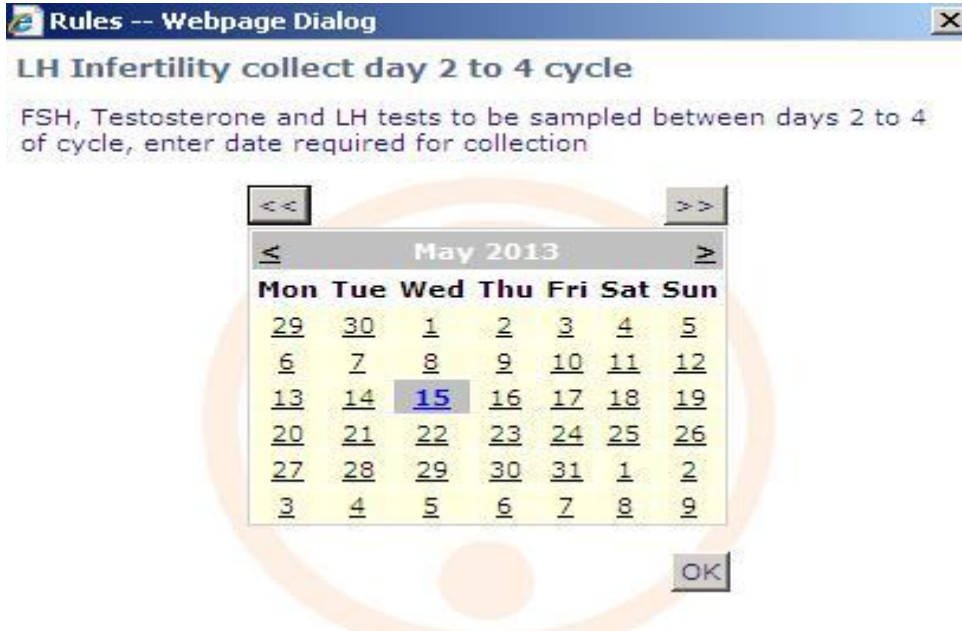 Rules -- Webpage Dialog
LH Infertility collect day 2 to 4 cycle
FSH, Testosterone and LH tests to be sampled between days 2 to 4
of cycle, enter date required for collection
<< >>
< May 2013 >
Mon Tue Wed Thu Fri Sat Sun
29 30 1 2 3 4 5
6 7 8 9 10 11 12
13 14 15 16 17 18 19
20 21 22 23 24 25 26
27 28 29 30 31 1 2
3 4 5 6 7 8 9
OK